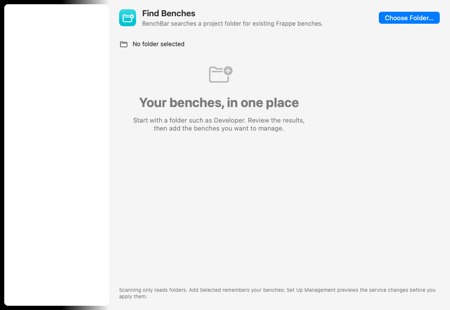 Find Benches
BenchBar searches a project folder for existing Frappe benches.
Choose Folder...
No folder selected
Your benches, in one place
Start with a folder such as Developer. Review the results,
then add the benches you want to manage.
Scanning only reads folders. Add Selected remembers your benches; Set Up Management previews the service changes before you
apply them.